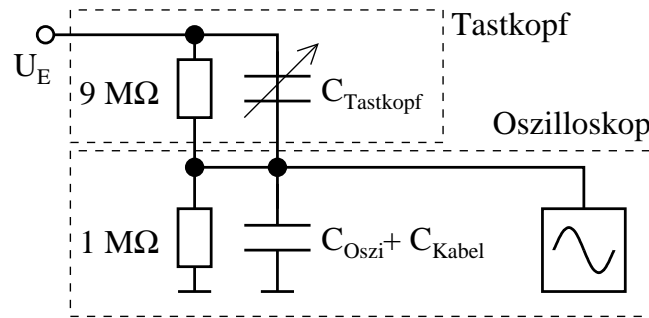 Tastkopf
U_E
9 MΩ
C_Tastkopf
Oszilloskop
1 MΩ
C_Oszi + C_Kabel